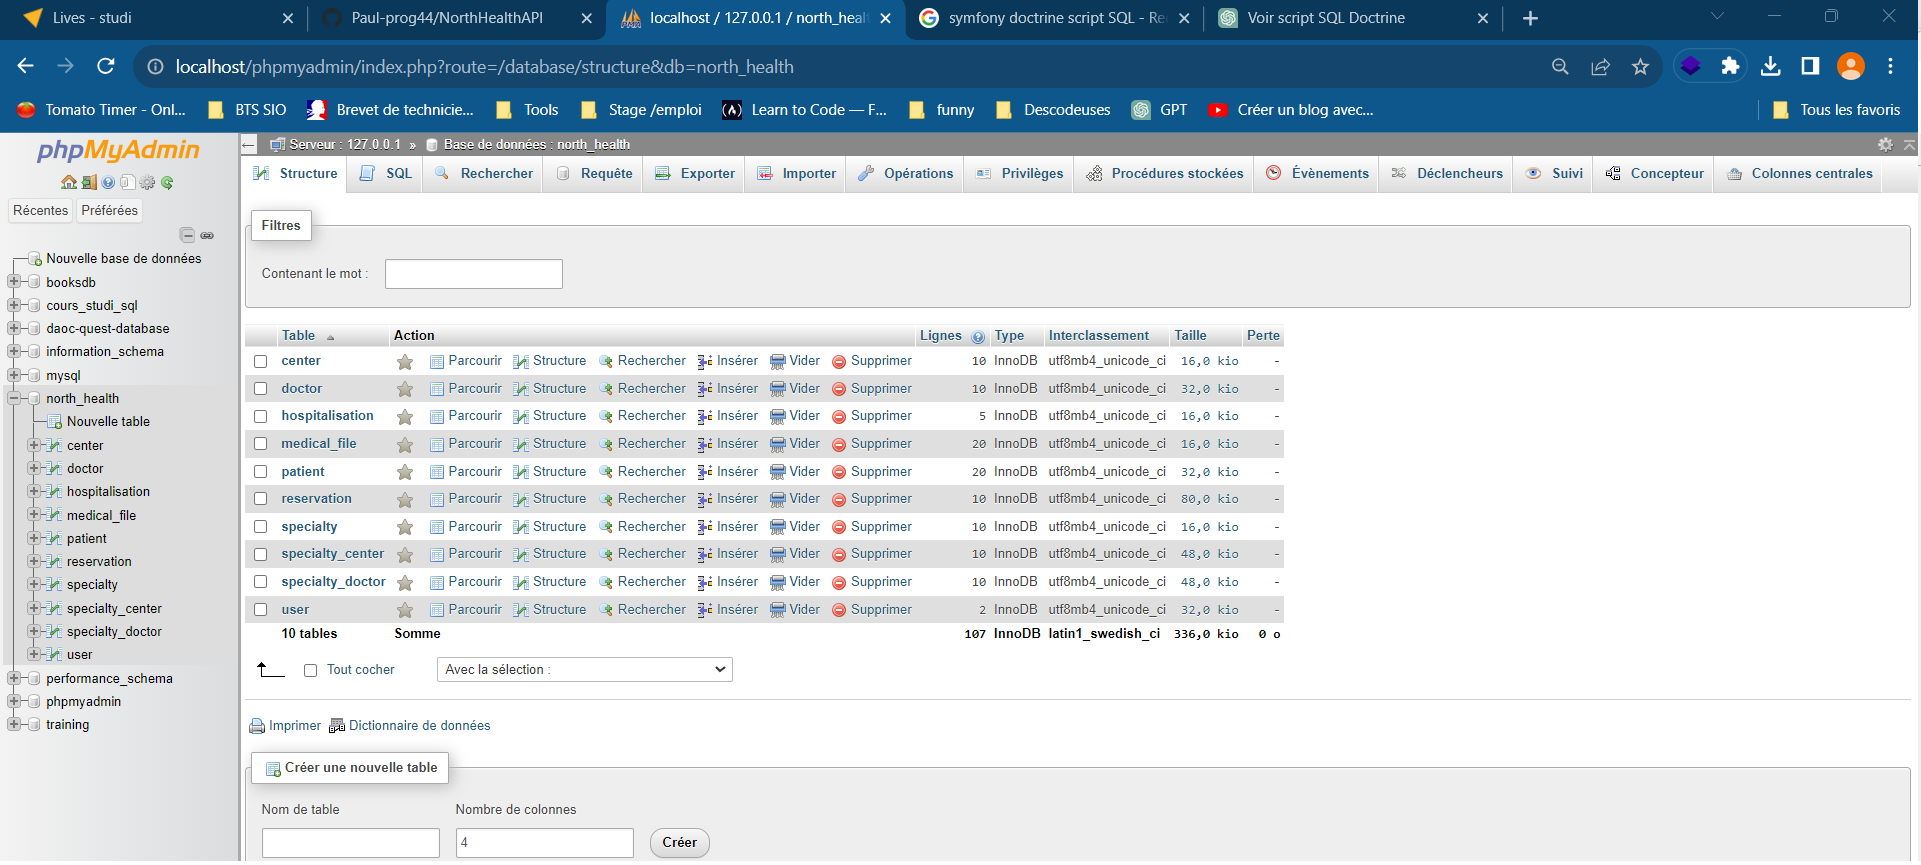 Lives - studi
Paul-prog44/NorthHealthAPI
localhost / 127.0.0.1 / north_heal
symfony doctrine script SQL - Re
Voir script SQL Doctrine
localhost/phpmyadmin/index.php?route=/database/structure&db=north_health
Tomato Timer - Onl... BTS SIO Brevet de technicie... Tools Stage /emploi Learn to Code — F... funny Descodeuses GPT Créer un blog avec... Tous les favoris
phpMyAdmin
Récentes Préférées
Nouvelle base de données
booksdb
cours_studi_sql
daoc-quest-database
information_schema
mysql
north_health
Nouvelle table
center
doctor
hospitalisation
medical_file
patient
reservation
specialty
specialty_center
specialty_doctor
user
performance_schema
phpmyadmin
training
Serveur : 127.0.0.1 » Base de données : north_health
Structure SQL Rechercher Requête Exporter Importer Opérations Privilèges Procédures stockées Évènements Déclencheurs Suivi Concepteur Colonnes centrales
Filtres
Contenant le mot :
Table Action Lignes Type Interclassement Taille Perte
center Parcourir Structure Rechercher Insérer Vider Supprimer 10 InnoDB utf8mb4_unicode_ci 16,0 kio -
doctor Parcourir Structure Rechercher Insérer Vider Supprimer 10 InnoDB utf8mb4_unicode_ci 32,0 kio -
hospitalisation Parcourir Structure Rechercher Insérer Vider Supprimer 5 InnoDB utf8mb4_unicode_ci 16,0 kio -
medical_file Parcourir Structure Rechercher Insérer Vider Supprimer 20 InnoDB utf8mb4_unicode_ci 16,0 kio -
patient Parcourir Structure Rechercher Insérer Vider Supprimer 20 InnoDB utf8mb4_unicode_ci 32,0 kio -
reservation Parcourir Structure Rechercher Insérer Vider Supprimer 10 InnoDB utf8mb4_unicode_ci 80,0 kio -
specialty Parcourir Structure Rechercher Insérer Vider Supprimer 10 InnoDB utf8mb4_unicode_ci 16,0 kio -
specialty_center Parcourir Structure Rechercher Insérer Vider Supprimer 10 InnoDB utf8mb4_unicode_ci 48,0 kio -
specialty_doctor Parcourir Structure Rechercher Insérer Vider Supprimer 10 InnoDB utf8mb4_unicode_ci 48,0 kio -
user Parcourir Structure Rechercher Insérer Vider Supprimer 2 InnoDB utf8mb4_unicode_ci 32,0 kio -
10 tables Somme 107 InnoDB latin1_swedish_ci 336,0 kio 0 o
Tout cocher Avec la sélection :
Imprimer Dictionnaire de données
Créer une nouvelle table
Nom de table Nombre de colonnes
4 Créer